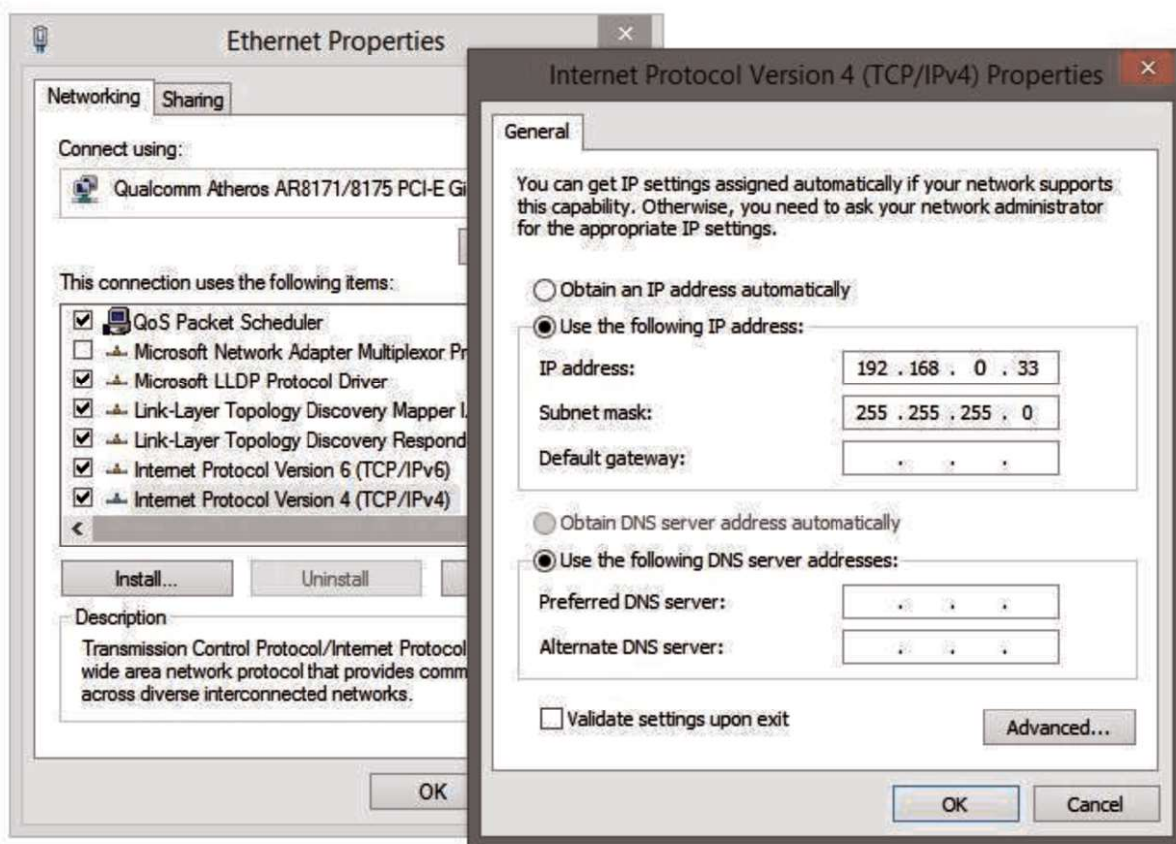 Ethernet Properties
Networking
Sharing
Connect using:
Qualcomm Atheros AR8171/8175 PCI-E Gi
This connection uses the following items:
QoS Packet Scheduler
Microsoft Network Adapter Multiplexor Pr
Microsoft LLDP Protocol Driver
Link-Layer Topology Discovery Mapper I.
Link-Layer Topology Discovery Respond
Internet Protocol Version 6 (TCP/IPv6)
Internet Protocol Version 4 (TCP/IPv4)
Install...
Uninstall
Description
Transmission Control Protocol/Internet Protocol
wide area network protocol that provides comm
across diverse interconnected networks.
OK
Internet Protocol Version 4 (TCP/IPv4) Properties
General
You can get IP settings assigned automatically if your network supports
this capability. Otherwise, you need to ask your network administrator
for the appropriate IP settings.
Obtain an IP address automatically
Use the following IP address:
IP address: 192 . 168 . 0 . 33
Subnet mask: 255 . 255 . 255 . 0
Default gateway: . . .
Obtain DNS server address automatically
Use the following DNS server addresses:
Preferred DNS server: . . .
Alternate DNS server: . . .
Validate settings upon exit
Advanced...
OK
Cancel